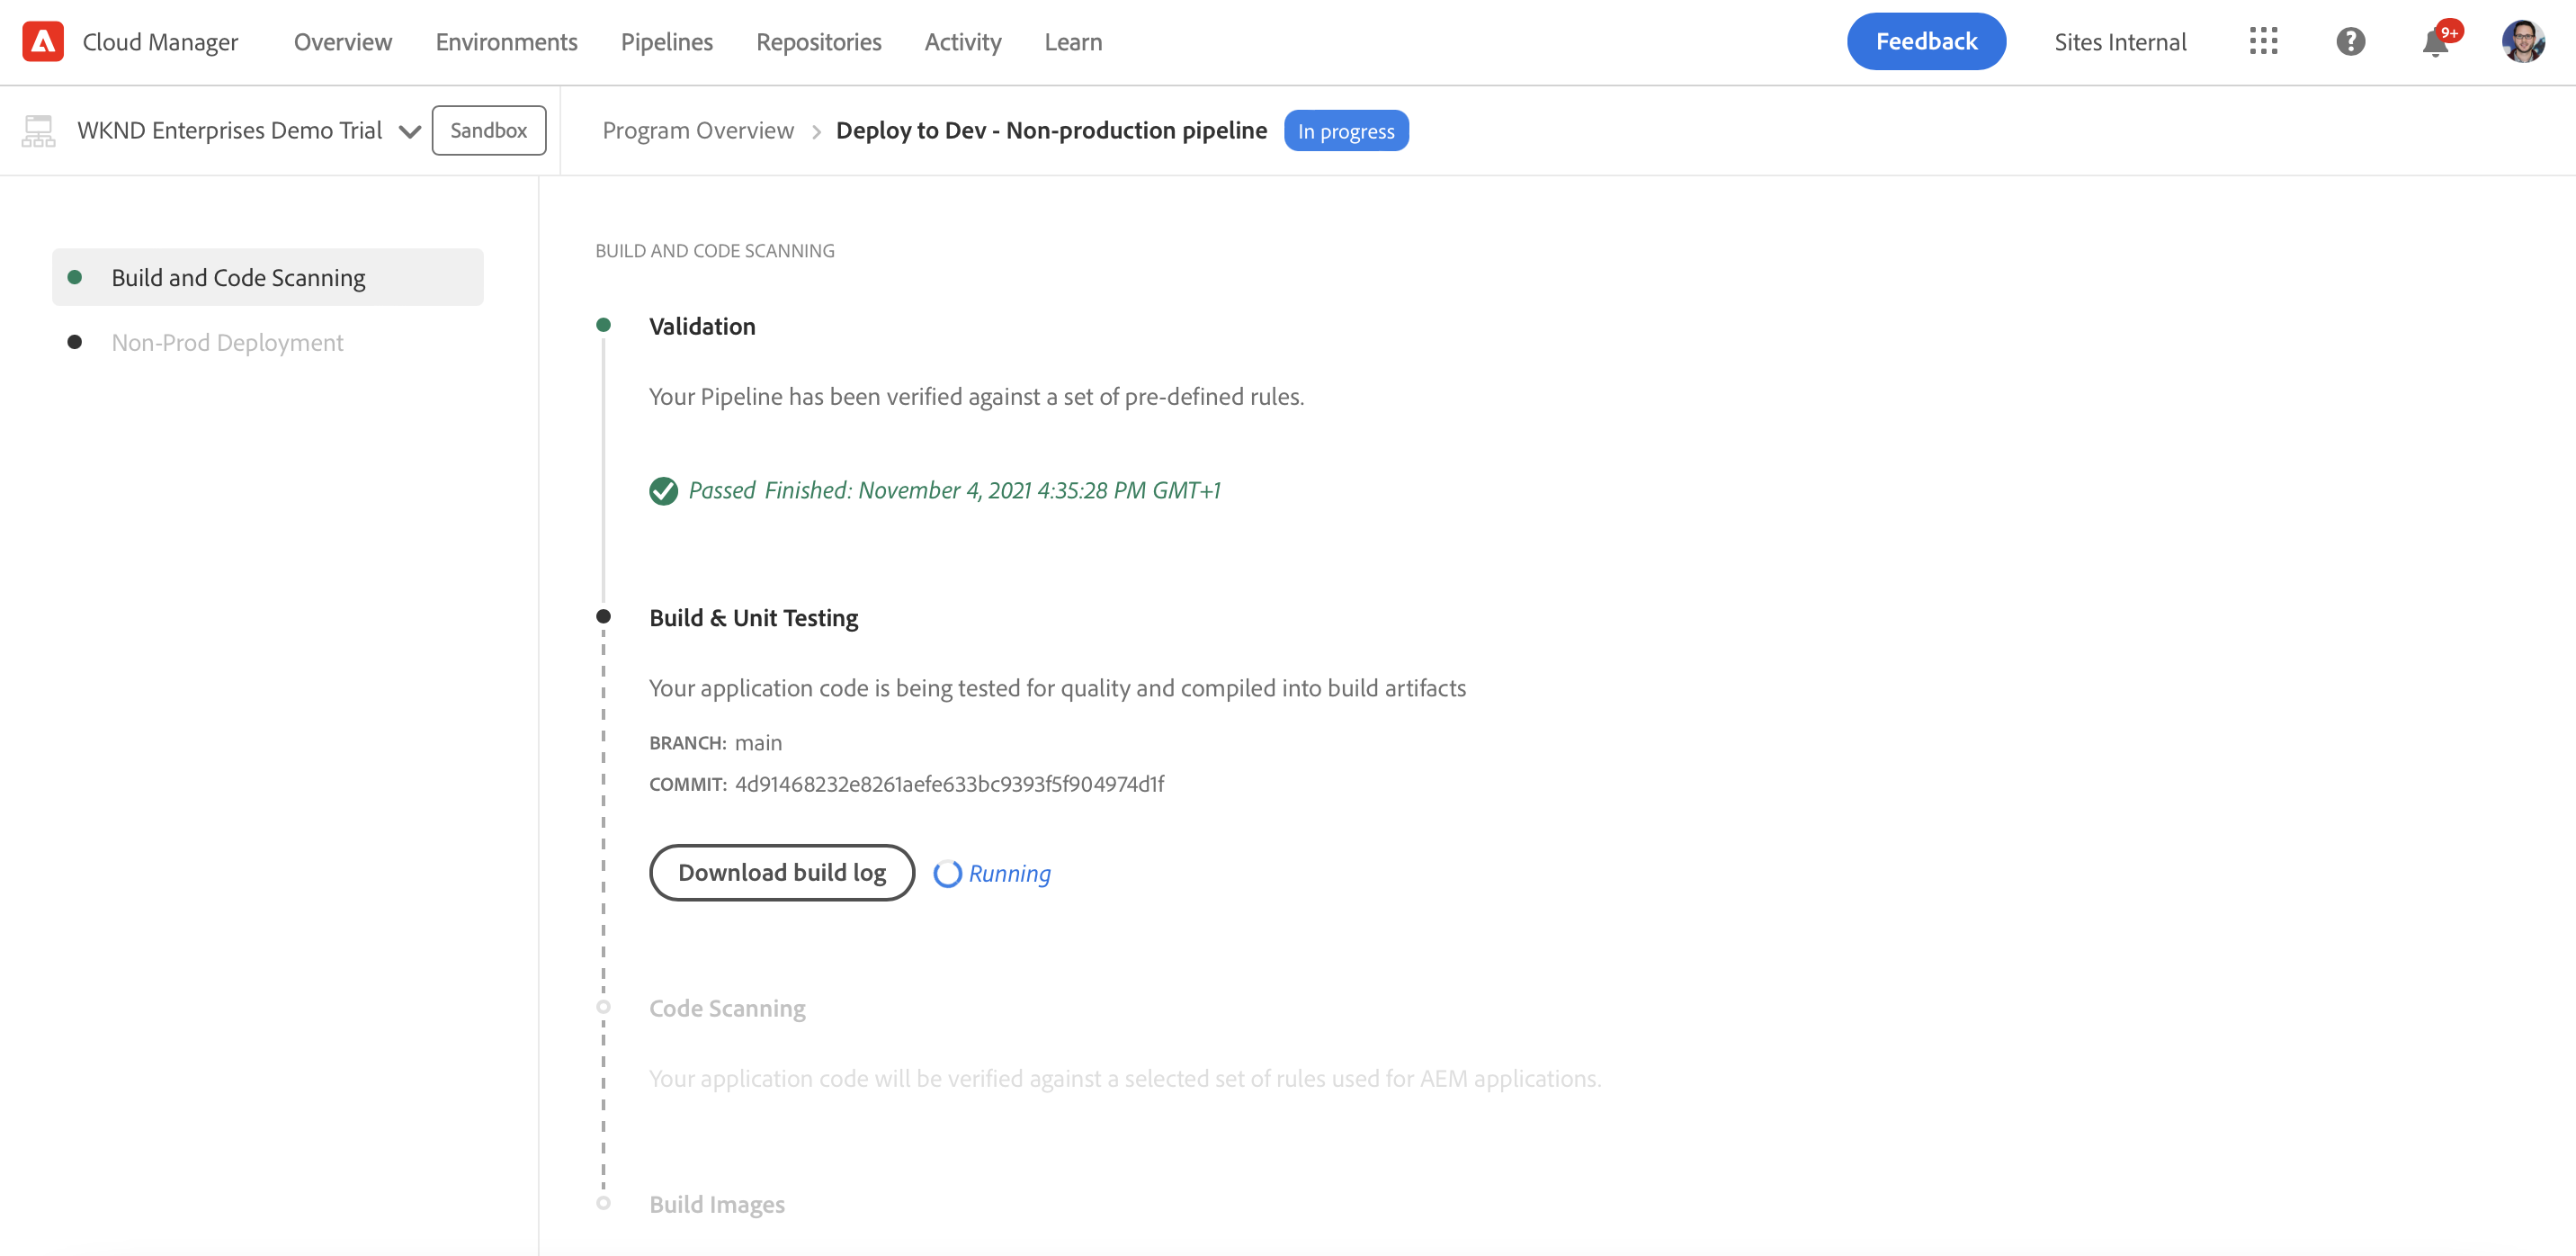 Cloud Manager Overview Environments Pipelines Repositories Activity Learn Feedback Sites Internal 9+
WKND Enterprises Demo Trial Sandbox Program Overview Deploy to Dev - Non-production pipeline In progress
Build and Code Scanning
Non-Prod Deployment
BUILD AND CODE SCANNING
Validation
Your Pipeline has been verified against a set of pre-defined rules.
Passed Finished: November 4, 2021 4:35:28 PM GMT+1
Build & Unit Testing
Your application code is being tested for quality and compiled into build artifacts
BRANCH: main
COMMIT: 4d91468232e8261aefe633bc9393f5f904974d1f
Download build log Running
Code Scanning
Your application code will be verified against a selected set of rules used for AEM applications.
Build Images